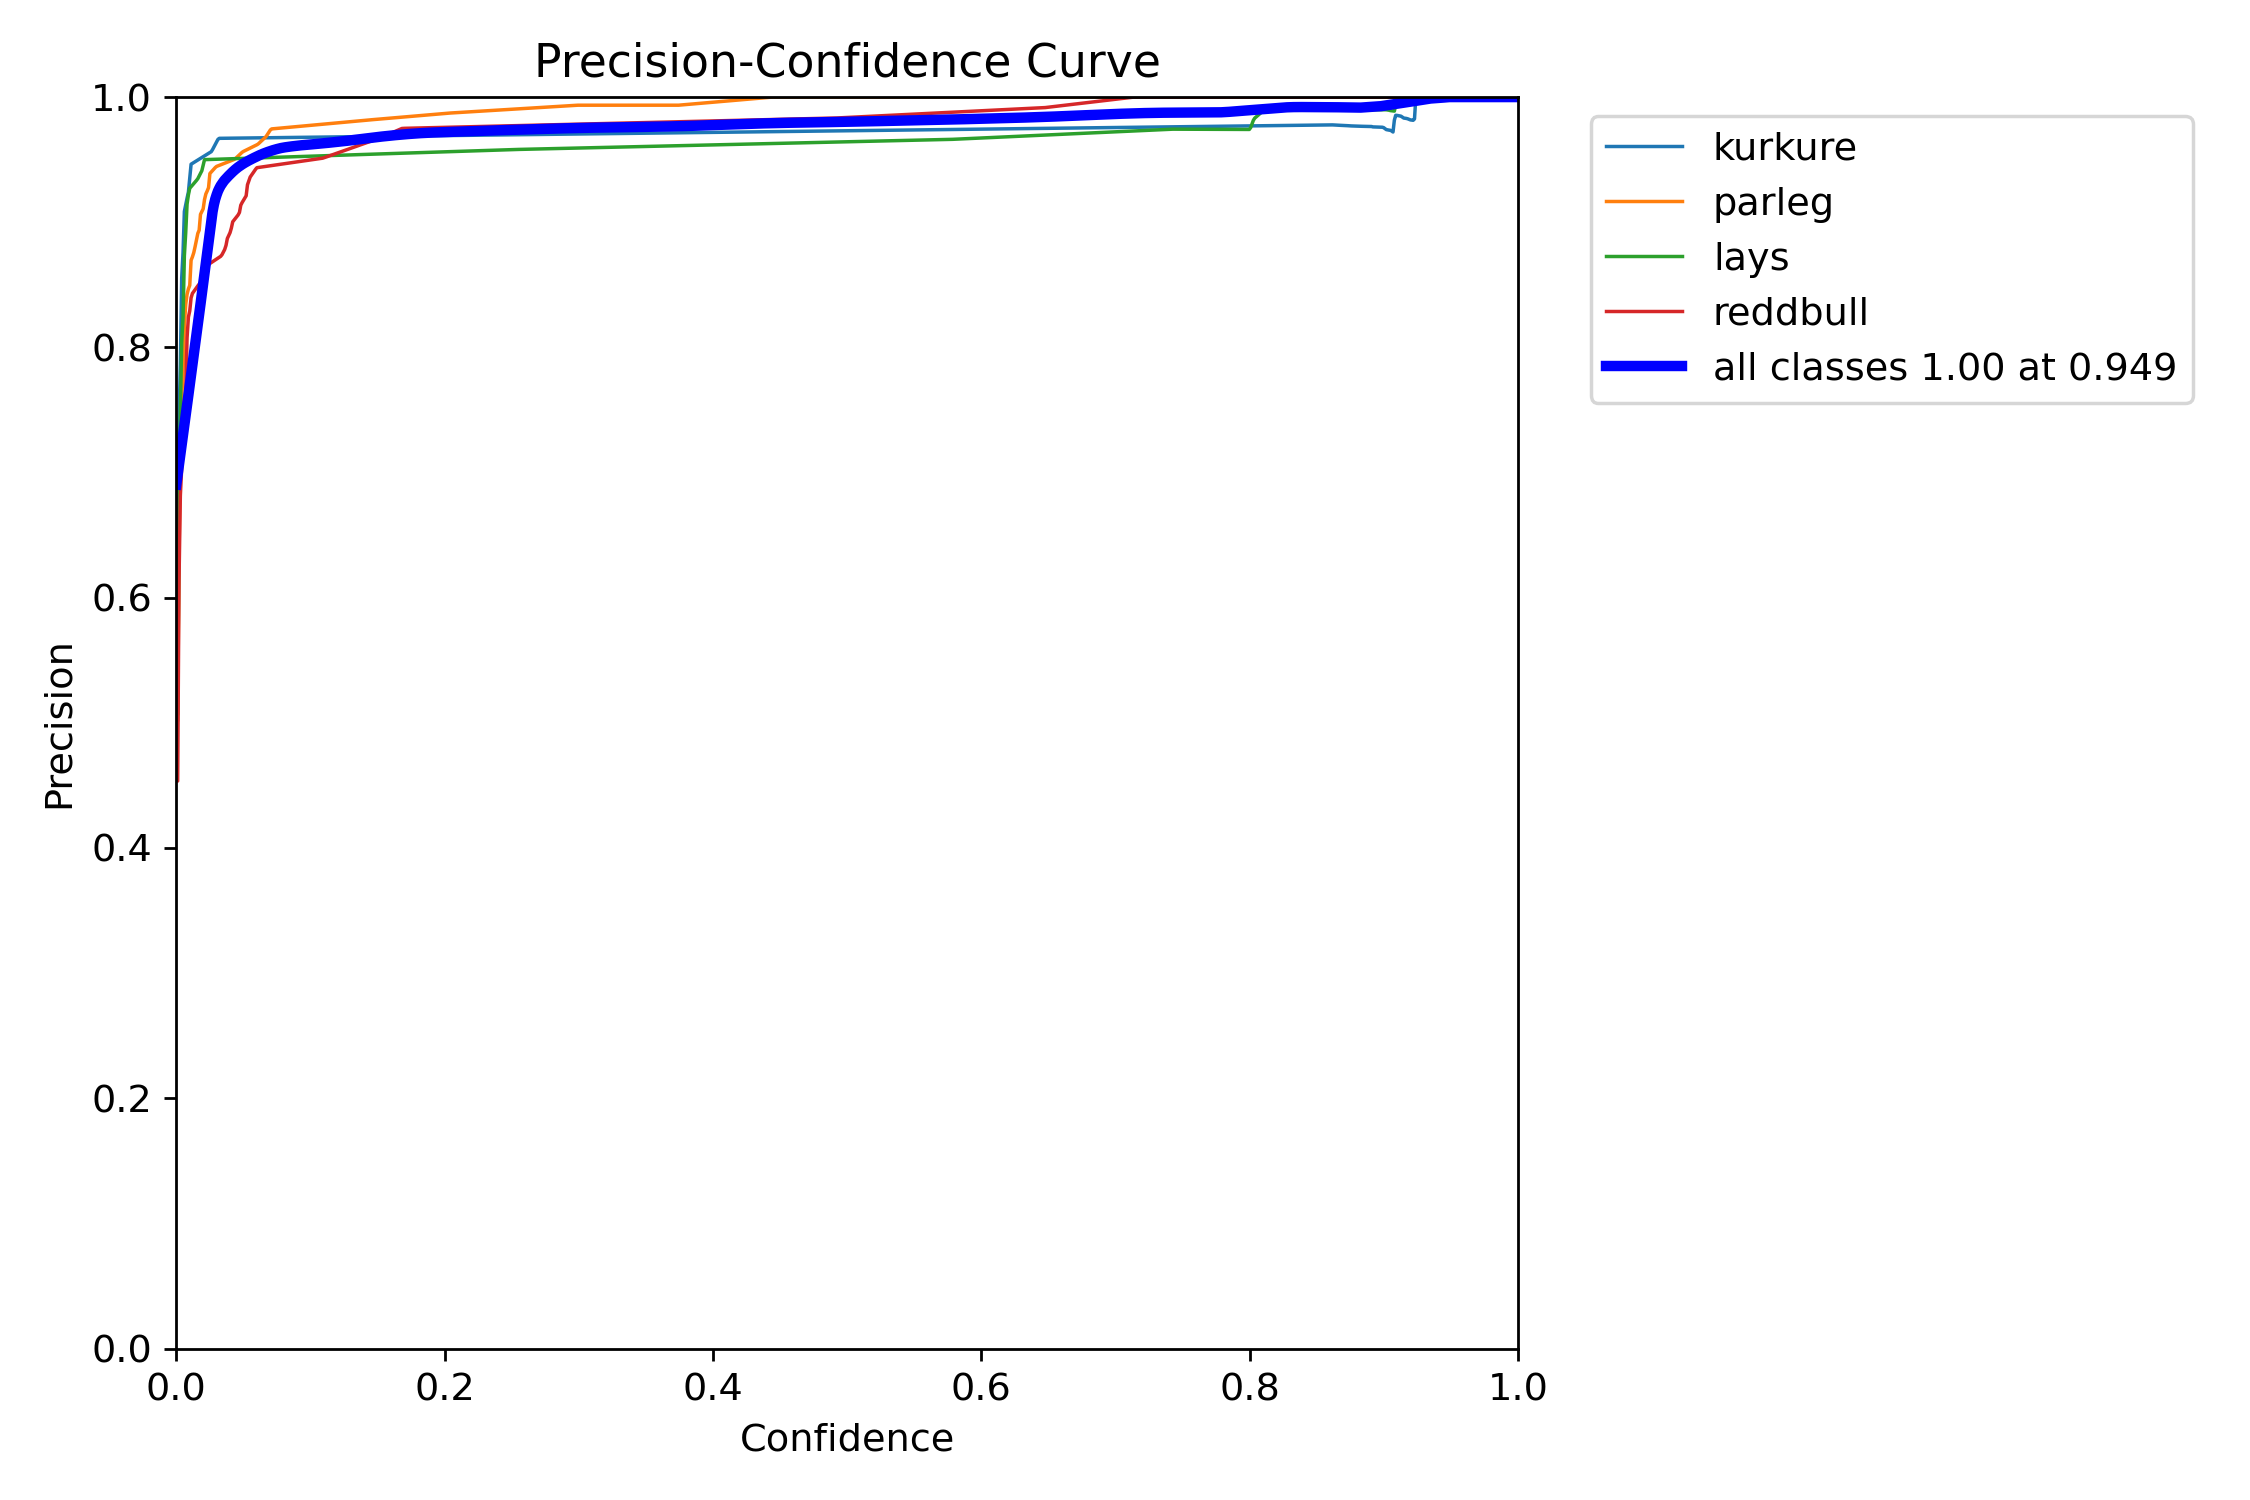 Precision-Confidence Curve
1.0
0.8
0.6
0.4
0.2
0.0
Precision
0.0 0.2 0.4 0.6 0.8 1.0
Confidence
kurkure
parleg
lays
reddbull
all classes 1.00 at 0.949